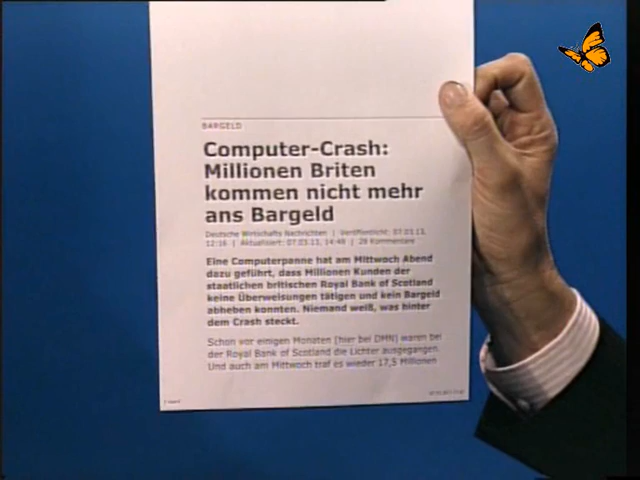 BARGELD
Computer-Crash:
Millionen Briten
kommen nicht mehr
ans Bargeld
Deutsche Wirtschafts Nachrichten | Veröffentlicht: 07.03.13,
12:16 | Aktualisiert: 07.03.13, 14:48 | 28 Kommentare
Eine Computerpanne hat am Mittwoch Abend
dazu geführt, dass Millionen Kunden der
staatlichen britischen Royal Bank of Scotland
keine Überweisungen tätigen und kein Bargeld
abheben konnten. Niemand weiß, was hinter
dem Crash steckt.
Schon vor einigen Monaten (hier bei DMN) waren bei
der Royal Bank of Scotland die Lichter ausgegangen.
Und auch am Mittwoch traf es wieder 17,5 Millionen